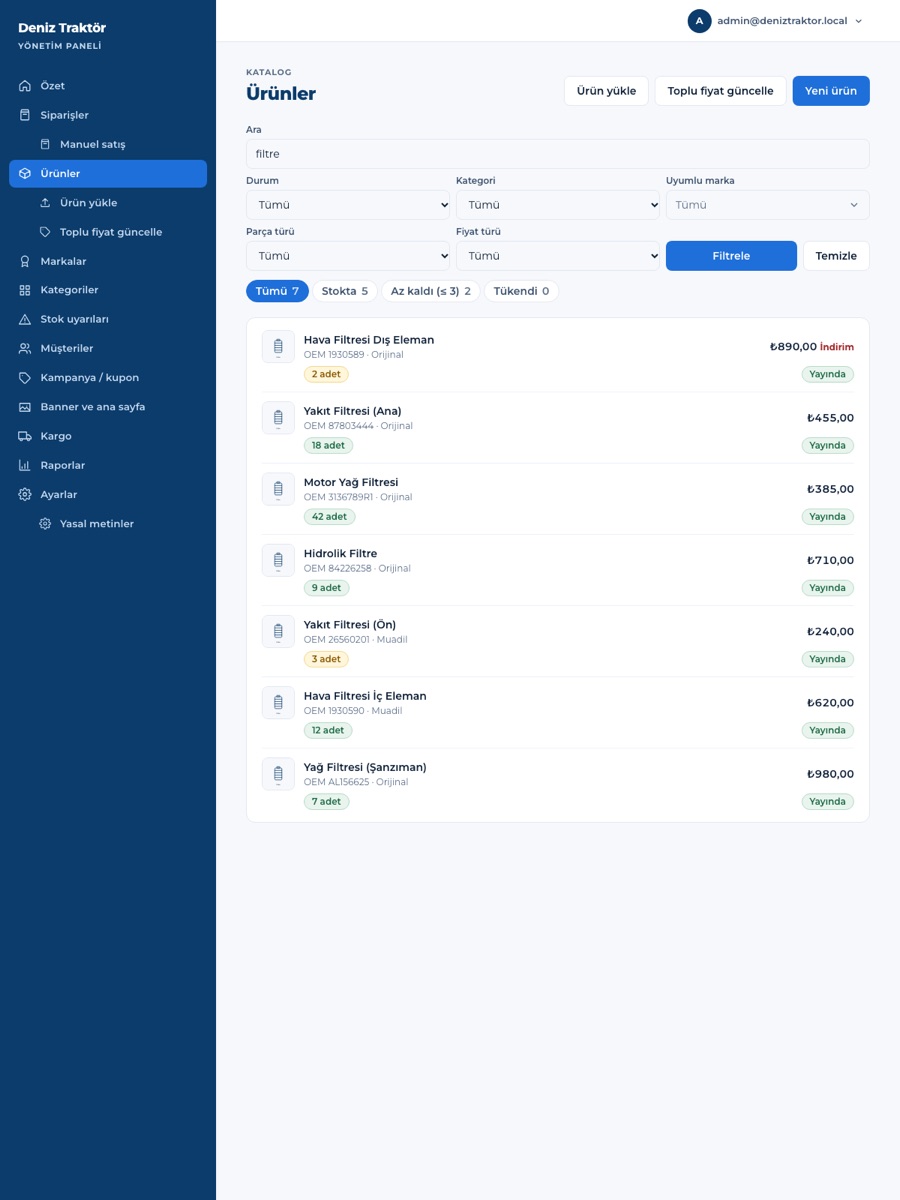 Deniz Traktör
YÖNETİM PANELİ
Özet
Siparişler
Manuel satış
Ürünler
Ürün yükle
Toplu fiyat güncelle
Markalar
Kategoriler
Stok uyarıları
Müşteriler
Kampanya / kupon
Banner ve ana sayfa
Kargo
Raporlar
Ayarlar
Yasal metinler
A admin@deniztraktor.local
KATALOG
Ürünler
Ürün yükle Toplu fiyat güncelle Yeni ürün
Ara
filtre
Durum Kategori Uyumlu marka
Tümü Tümü Tümü
Parça türü Fiyat türü
Tümü Tümü Filtrele Temizle
Tümü 7 Stokta 5 Az kaldı (≤ 3) 2 Tükendi 0
Hava Filtresi Dış Eleman
₺890,00 İndirim
OEM 1930589 · Orijinal
2 adet Yayında
Yakıt Filtresi (Ana)
₺455,00
OEM 87803444 · Orijinal
18 adet Yayında
Motor Yağ Filtresi
₺385,00
OEM 3136789R1 · Orijinal
42 adet Yayında
Hidrolik Filtre
₺710,00
OEM 84226258 · Orijinal
9 adet Yayında
Yakıt Filtresi (Ön)
₺240,00
OEM 26560201 · Muadil
3 adet Yayında
Hava Filtresi İç Eleman
₺620,00
OEM 1930590 · Muadil
12 adet Yayında
Yağ Filtresi (Şanzıman)
₺980,00
OEM AL156625 · Orijinal
7 adet Yayında